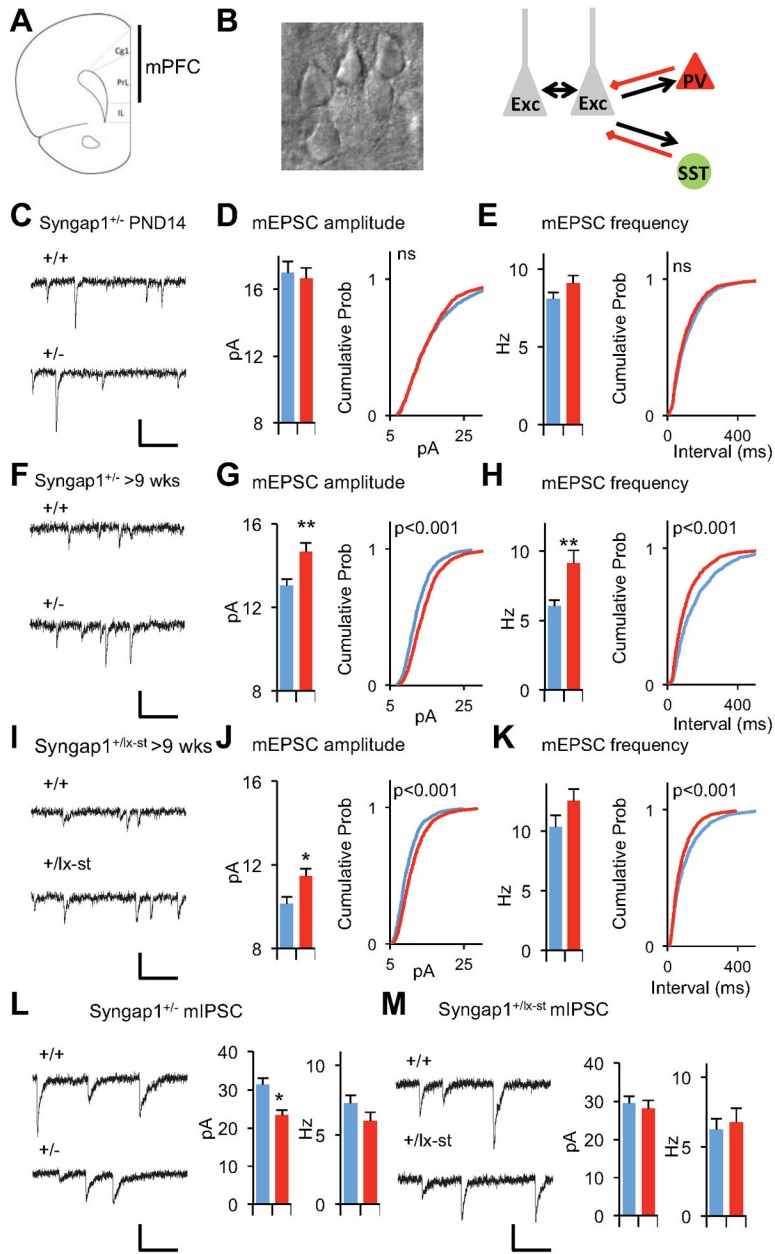 A
Cg1
PrL
IL
mPFC
B
Exc
Exc
PV
SST
C Syngap1+/- PND14
+/+
+/-
D mEPSC amplitude
16
12
8
pA
ns
Cumulative Prob
1
0
5 25
pA
E mEPSC frequency
10
5
0
Hz
ns
Cumulative Prob
1
0
0 400
Interval (ms)
F Syngap1+/- >9 wks
+/+
+/-
G mEPSC amplitude
16
12
8
pA
**
p<0.001
Cumulative Prob
1
0
5 25
pA
H mEPSC frequency
10
5
0
Hz
**
p<0.001
Cumulative Prob
1
0
0 400
Interval (ms)
I Syngap1+/lx-st >9 wks
+/+
+/lx-st
J mEPSC amplitude
16
12
8
pA
*
p<0.001
Cumulative Prob
1
0
5 25
pA
K mEPSC frequency
10
5
0
Hz
p<0.001
Cumulative Prob
1
0
0 400
Interval (ms)
L Syngap1+/- mIPSC
+/+
+/-
40
30
20
10
0
pA
*
10
5
0
Hz
M Syngap1+/lx-st mIPSC
+/+
+/lx-st
40
30
20
10
0
pA
10
5
0
Hz